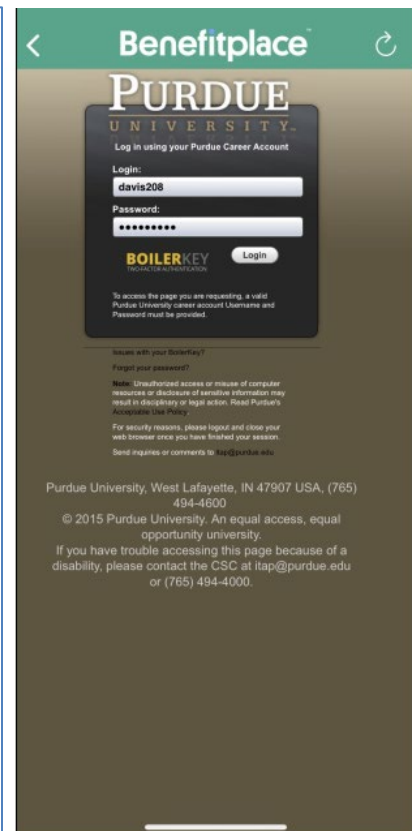 Benefitplace™
PURDUE
UNIVERSITY™
Log in using your Purdue Career Account
Login:
davis208
Password:
•••••••••
BOILERKEY
TWO-FACTOR AUTHENTICATION
Login
To access the page you are requesting, a valid
Purdue University career account Username and
Password must be provided.
Issues with your BoilerKey?
Forgot your password?
Note: Unauthorized access or misuse of computer
resources or disclosure of sensitive information may
result in disciplinary or legal action. Read Purdue's
Acceptable Use Policy.
For security reasons, please logout and close your
web browser once you have finished your session.
Send inquiries or comments to itap@purdue.edu
Purdue University, West Lafayette, IN 47907 USA, (765)
494-4600
© 2015 Purdue University. An equal access, equal
opportunity university.
If you have trouble accessing this page because of a
disability, please contact the CSC at itap@purdue.edu
or (765) 494-4000.